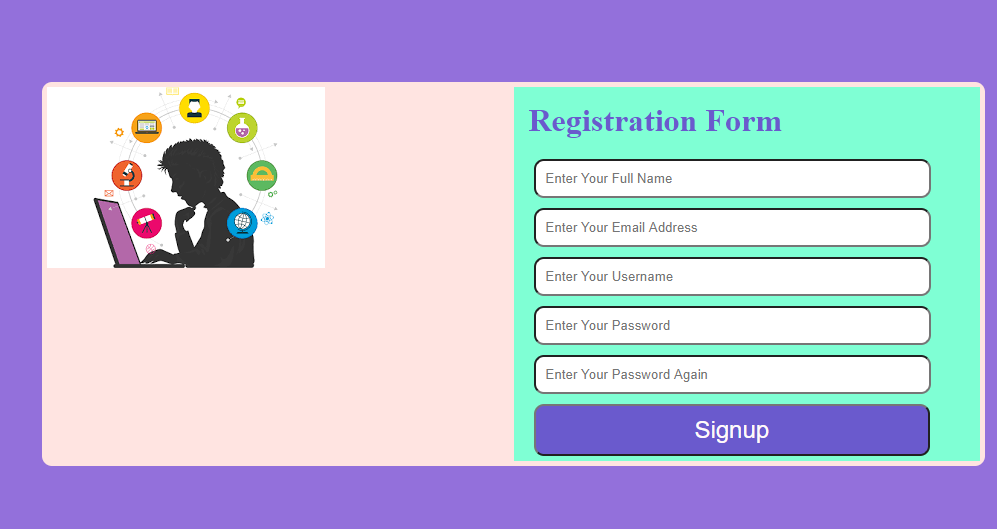 Registration Form
Enter Your Full Name
Enter Your Email Address
Enter Your Username
Enter Your Password
Enter Your Password Again
Signup